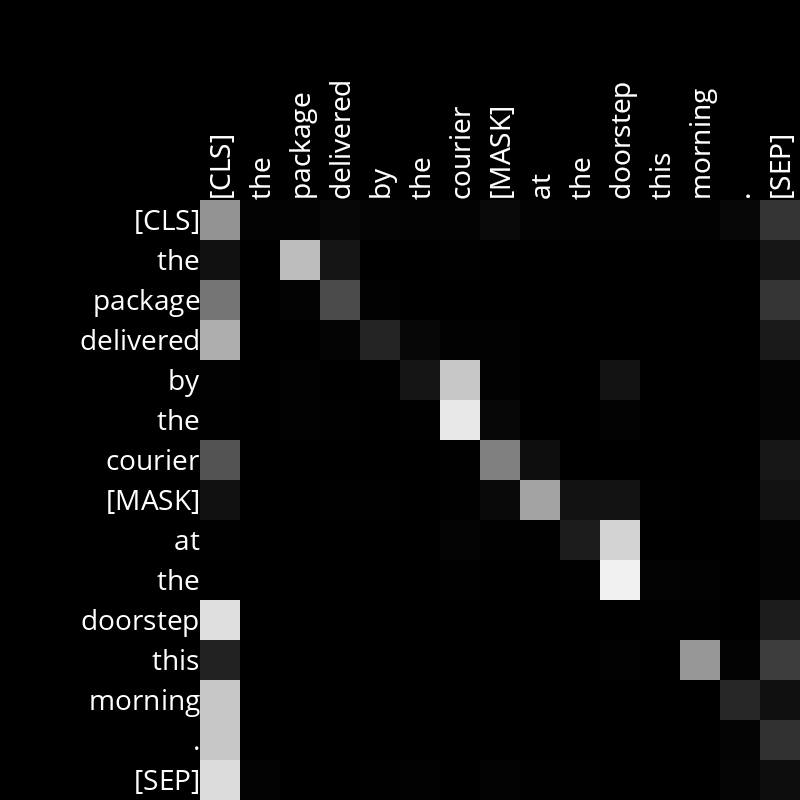 [CLS] the package delivered by the courier [MASK] at the doorstep this morning . [SEP]
[CLS]
the
package
delivered
by
the
courier
[MASK]
at
the
doorstep
this
morning
.
[SEP]